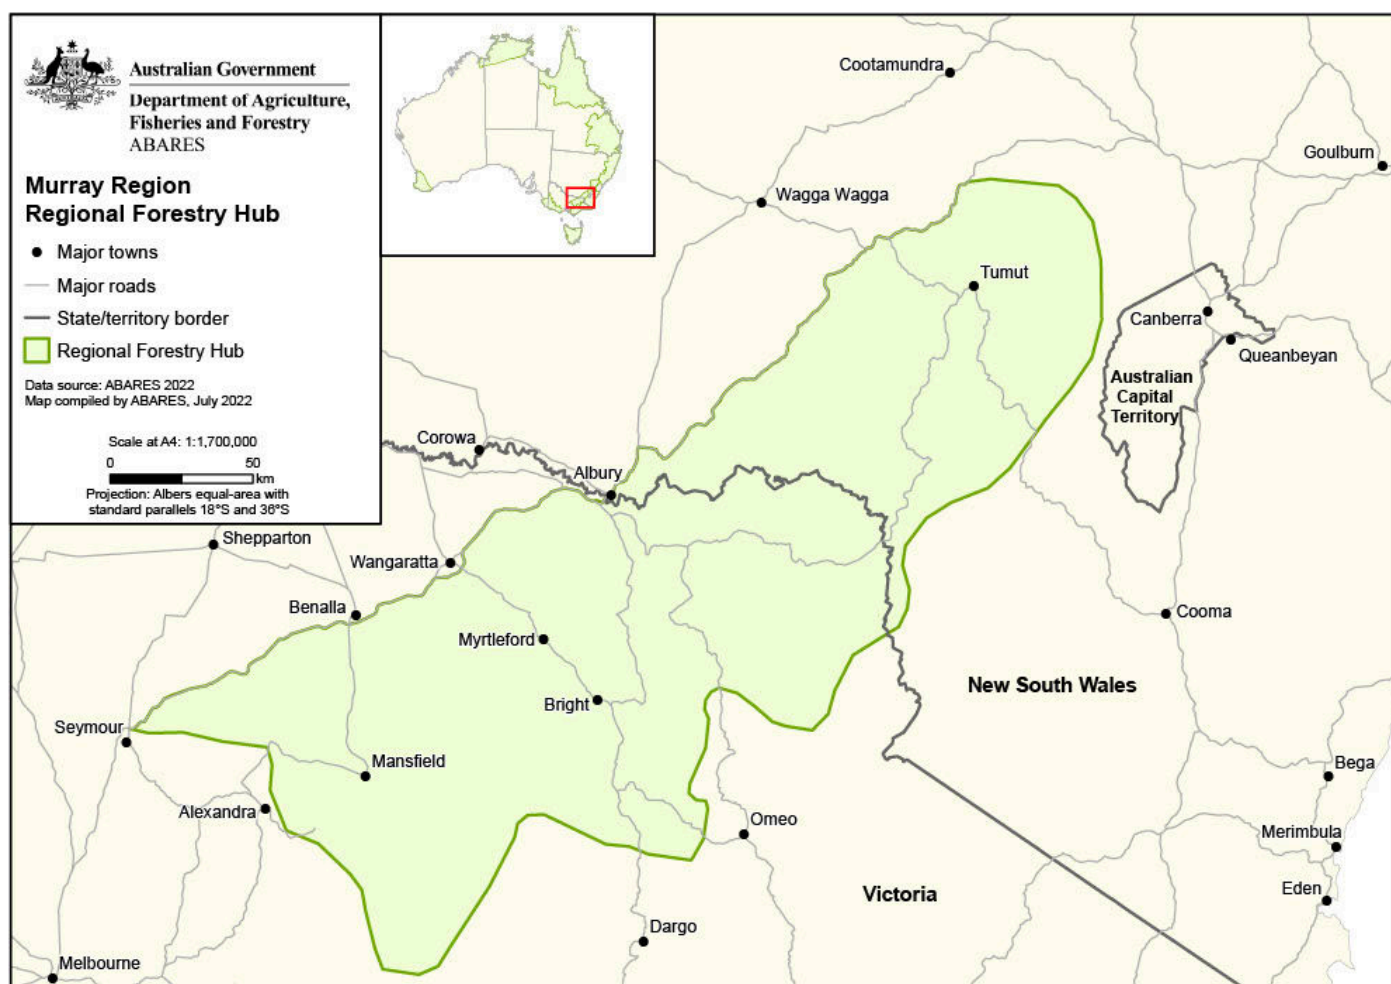 Australian Government
Department of Agriculture,
Fisheries and Forestry
ABARES
Murray Region
Regional Forestry Hub
Major towns
Major roads
State/territory border
Regional Forestry Hub
Data source: ABARES 2022
Map compiled by ABARES, July 2022
Scale at A4: 1:1,700,000
0 50
km
Projection: Albers equal-area with
standard parallels 18°S and 36°S
Cootamundra
Goulburn
Wagga Wagga
Tumut
Canberra
Queanbeyan
Australian
Capital
Territory
Corowa
Albury
Shepparton
Wangaratta
Benalla
Cooma
Myrtleford
New South Wales
Bright
Seymour
Mansfield
Bega
Alexandra
Omeo
Merimbula
Victoria
Eden
Dargo
Melbourne